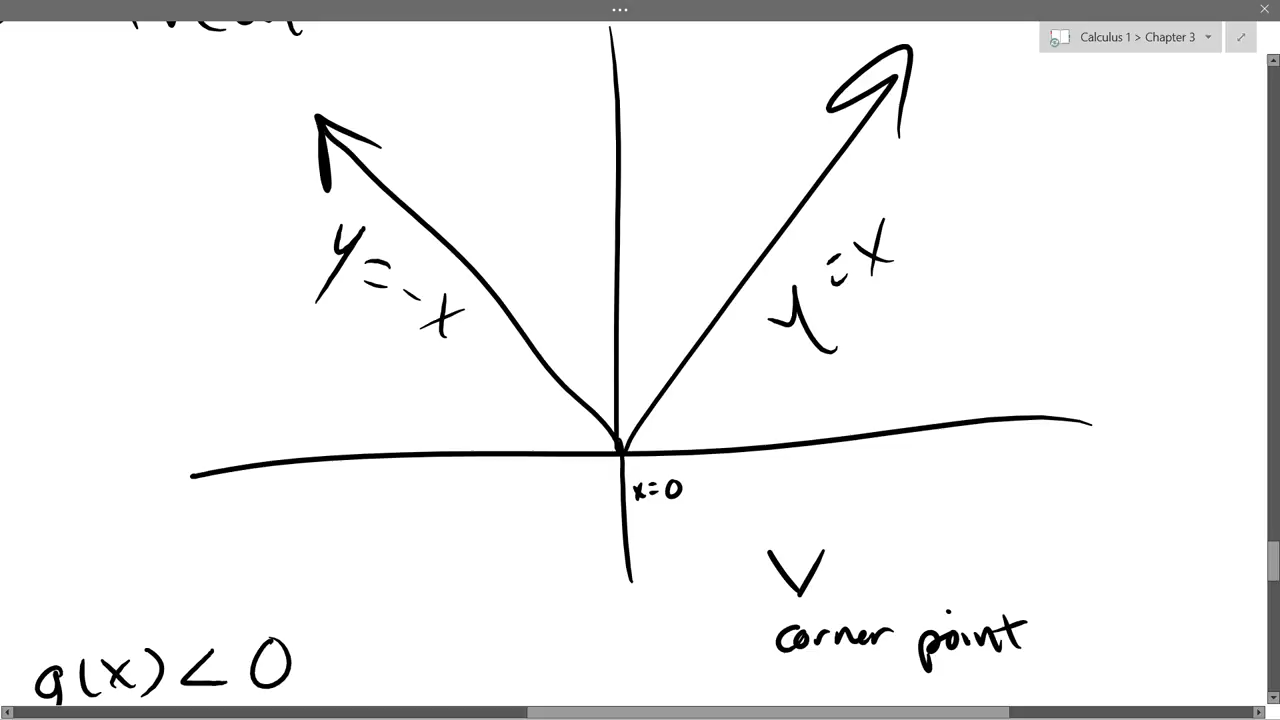 Calculus 1 > Chapter 3
y = -x
y = x
x = 0
corner point
g(x) < 0